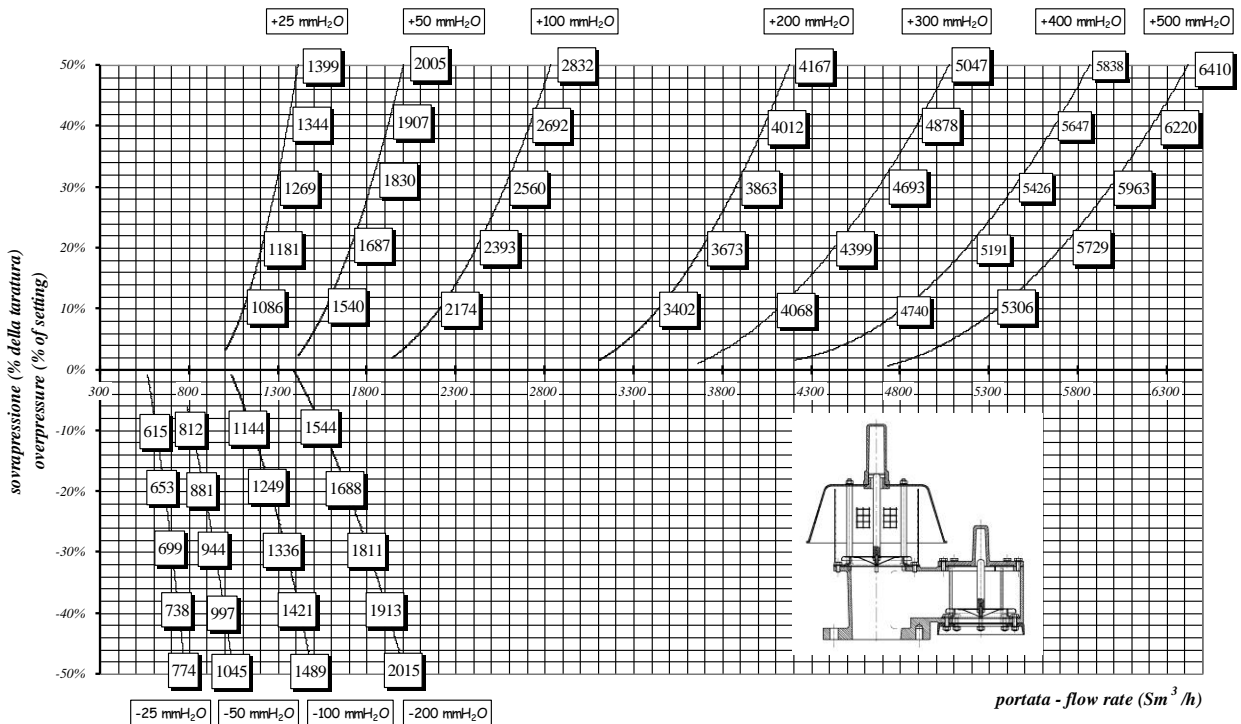 +25 mmH₂O +50 mmH₂O +100 mmH₂O +200 mmH₂O +300 mmH₂O +400 mmH₂O +500 mmH₂O
50% 1399 2005 2832 4167 5047 5838 6410
40% 1344 1907 2692 4012 4878 5647 6220
30% 1269 1830 2560 3863 4693 5426 5963
20% 1181 1687 2393 3673 4399 5191 5729
10% 1086 1540 2174 3402 4068 4740 5306
0%
300 800 1300 1800 2300 2800 3300 3800 4300 4800 5300 5800 6300
-10% 615 812 1144 1544
-20% 653 881 1249 1688
-30% 699 944 1336 1811
-40% 738 997 1421 1913
-50% 774 1045 1489 2015
-25 mmH₂O -50 mmH₂O -100 mmH₂O -200 mmH₂O
sovrapressione (% della taratura)
overpressure (% of setting)
portata - flow rate (Sm³/h)